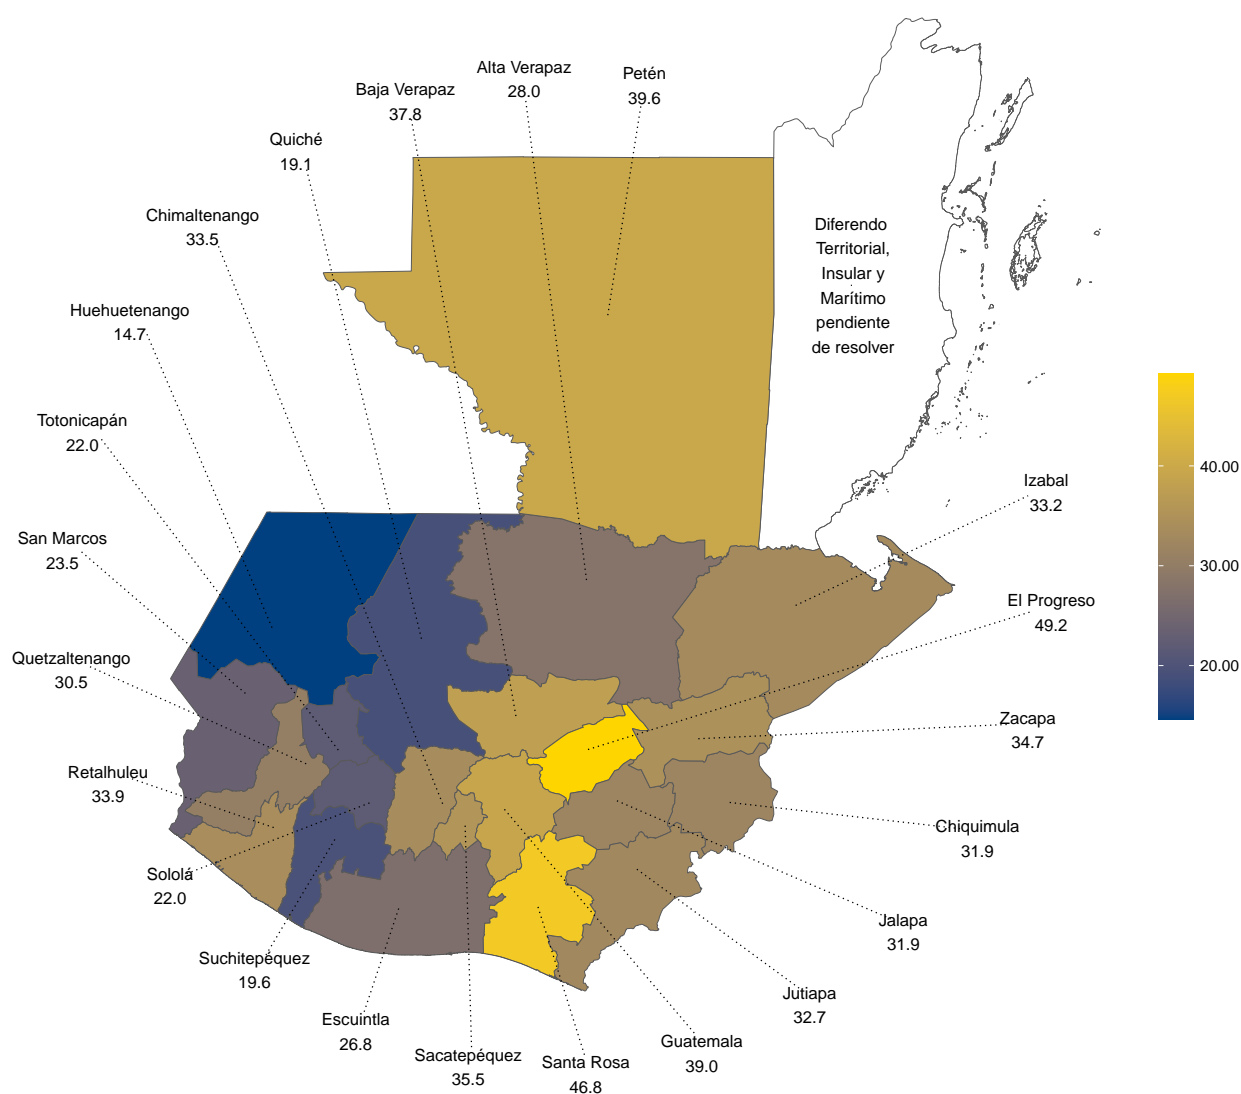 Alta Verapaz
28.0
Petén
39.6
Baja Verapaz
37.8
Quiché
19.1
Chimaltenango
33.5
Diferendo
Territorial,
Insular y
Marítimo
pendiente
de resolver
Huehuetenango
14.7
Totonicapán
22.0
San Marcos
23.5
Quetzaltenango
30.5
Retalhuleu
33.9
Sololá
22.0
Suchitepéquez
19.6
Escuintla
26.8
Sacatepéquez
35.5
Santa Rosa
46.8
Guatemala
39.0
Jutiapa
32.7
Jalapa
31.9
Chiquimula
31.9
Zacapa
34.7
El Progreso
49.2
Izabal
33.2
40.00
30.00
20.00